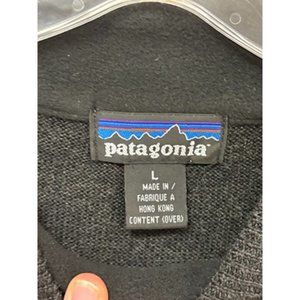 patagonia
L
MADE IN /
FABRIQUE A
HONG KONG
CONTENT (OVER)